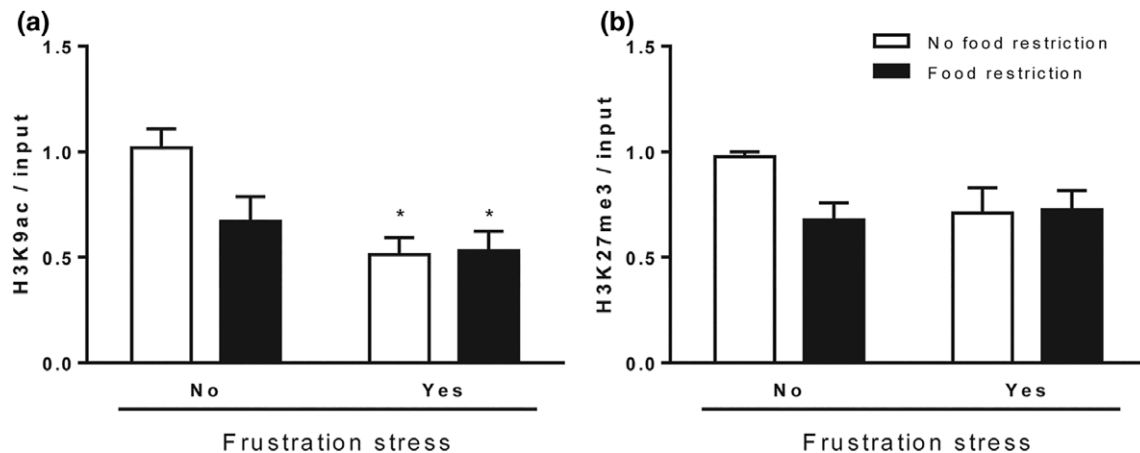 (a)
H3K9ac / input
1.5
1.0
0.5
0.0
* *
No Yes
Frustration stress
(b)
No food restriction
Food restriction
H3K27me3 / input
1.5
1.0
0.5
0.0
No Yes
Frustration stress